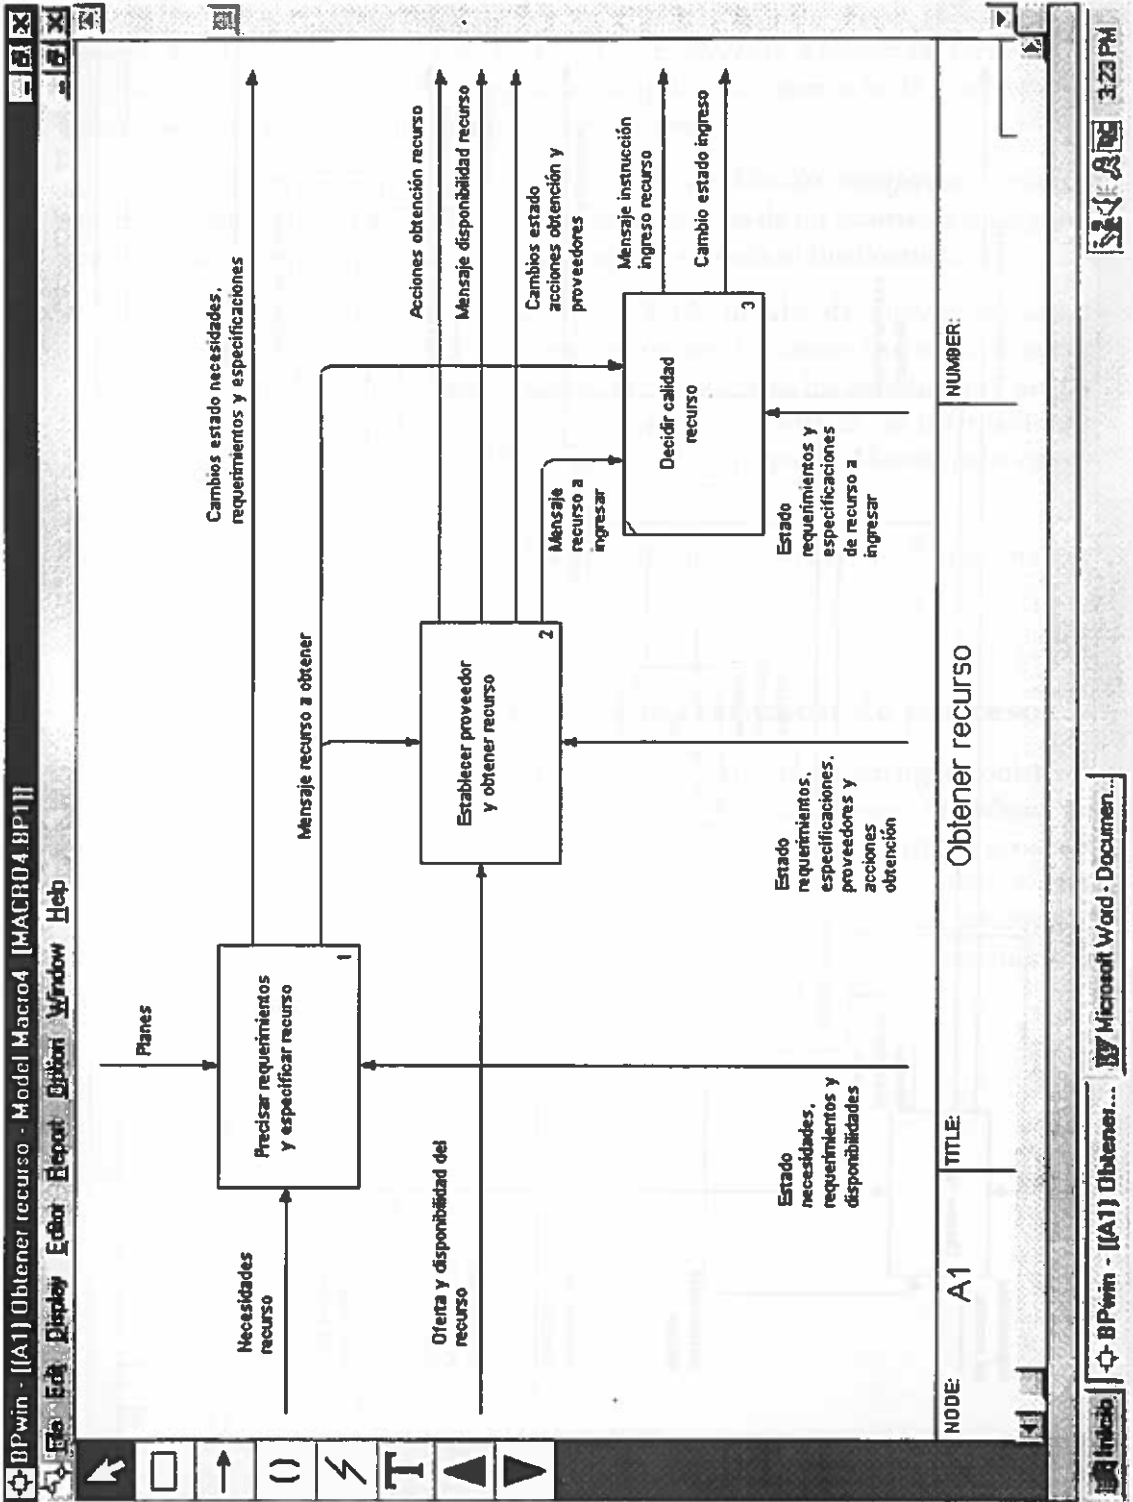 BPwin - [(A1) Obtener recurso - Model Macro4 [MACRO4.BP1]]
File Edit Display Editor Report Option Window Help
Planes
Necesidades
recurso
Precisar requerimientos
y especificar recurso
1
Cambios estado necesidades,
requerimientos y especificaciones
Mensaje recurso a obtener
Oferta y disponibilidad del
recurso
Establecer proveedor
y obtener recurso
2
Acciones obtención recurso
Mensaje disponibilidad recurso
Cambios estado
acciones obtención y
proveedores
Mensaje
recurso a
ingresar
Decidir calidad
recurso
3
Mensaje instrucción
ingreso recurso
Cambio estado ingreso
Estado
necesidades,
requerimientos y
disponibilidades
Estado
requerimientos,
especificaciones,
proveedores y
acciones
obtención
Estado
requerimientos y
especificaciones
de recurso a
ingresar
NODE:
A1
TITLE:
Obtener recurso
NUMBER:
Inicio
BPwin - [(A1) Obtener...
Microsoft Word - Documen...
3:23 PM